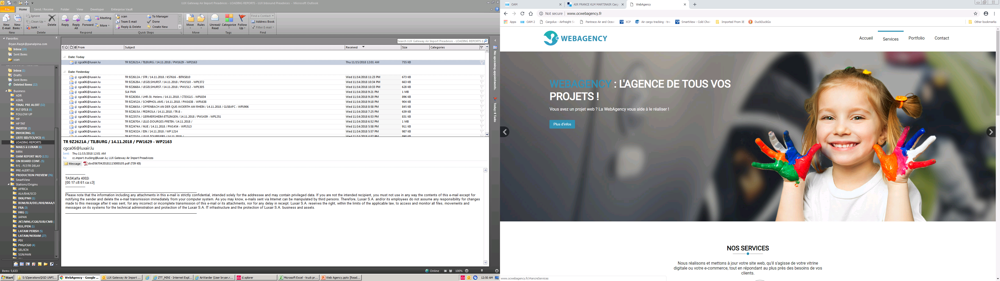 LUX Gateway Air Import Preadvices - LOADING REPORTS - LUX Inbound Preadvices - Microsoft Outlook
File Home Send / Receive Folder View Developer Enterprise Vault
New E-mail
New Items
Ignore
Clean Up
Junk
Delete
Reply
Reply All
Forward
Meeting
More
scan
Team E-mail
Reply & Delete
To Manager
Done
Create New
Move
Rules
Unread/ Read
Categorize
Follow Up
Find a Contact
Address Book
Filter E-mail
New Delete Respond Quick Steps Move Tags Find
Favorites
Bryan.Razyk@panalpina.com
Inbox (20)
Sent Items
scan
Inbox (1)
Drafts
Sent Items
Deleted Items (22)
Business
ADR
ASML
FINAL PRE ALERT (32)
FLT DTLS (8)
FOLLOW UP
HP
HP TNT
INDITEX (2)
INVOICING (4)
LISTE SID/TCS/VCS (4)
LOADING REPORTS
MAILS à LUXAIR (6)
MRN
OAM REPORT W/O (121)
ON BOARD CONF. (5)
P/S - FLT/TR DELAY
PRE-ALERT LG
PRODUCTION PREVIEW (76)
SmartView
Stations/Origins
AFRICA
ALA/BAK/SCO
BKK/PNH (1)
BOM/BLR/DEL/KHI/MAA/
FRA (3)
HKG (1)
JAPAN
JKT/MNL/CGK/SUB/CMB
KUL/PEN (1)
LATAM PERISH (5)
LATAM/NORAM (27)
PEK
PVG/CGO (4)
SEL/ICN
SGN/HAN
Search LUX Gateway Air Import Preadvices - LOADING REPORTS
From Subject Received Size Categories
Date: Today
cgca06@luxair.lu TR 9Z2621A / TILBURG / 14.11.2018 / PW1629 - WP2163 Thu 11/15/2018 12:01 AM 755 KB
Date: Yesterday
cgca06@luxair.lu TR 9Z2612A / STR / 14.11.2018 / KS7616 - BITKS810 Wed 11/14/2018 11:23 PM 673 KB
cgca06@luxair.lu TR 9Z2628A / LEGELSHURST / 14.11.2018 / PW1510 - WP1372 Wed 11/14/2018 10:34 PM 663 KB
cgca06@luxair.lu TR 9Z2668A / LEGELSHURST / 14.11.2018 / PW1512 - WP1305 Wed 11/14/2018 10:33 PM 628 KB
cgca06@luxair.lu SL4 PAN Wed 11/14/2018 9:21 PM 1 MB
cgca06@luxair.lu TR 9Z2630A / LHR-St. Helens / 14.11.2018 / CT33GLS - WP1834 Wed 11/14/2018 9:20 PM 896 KB
cgca06@luxair.lu TR 9Z2452A / SCHIPHOL-AMS / 14.11.2018 / PW1638 - WP1638 Wed 11/14/2018 9:18 PM 904 KB
cgca06@luxair.lu TR 9Z2665A / OFFENBACH AN DER QUE-WOERTH AM RHEIN / 14.11.2018 / GL58AFC - WP1906 Wed 11/14/2018 8:58 PM 845 KB
cgca06@luxair.lu TR 9Z2615A / PEDROLA / TR-8 - Wed 11/14/2018 7:25 PM 639 KB
cgca06@luxair.lu TR 9Z2357A / GERMERSHEIM-ETTLINGEN / 14.11.2018 / PW1439 - WP1251 Wed 11/14/2018 6:53 PM 831 KB
cgca06@luxair.lu TR 9Z2670A / LILLE-DOURGES-FRETIN / 14.11.2018 / Wed 11/14/2018 6:52 PM 1 MB
cgca06@luxair.lu TR 9Z2474A / NUE / 14.11.2018 / PW1454 - WP1513 Wed 11/14/2018 5:58 PM 911 KB
cgca06@luxair.lu TR 9Z2432A / EIN / 14.11.2018 / WP 1214 Wed 11/14/2018 5:57 PM 987 KB
cgca06@luxair.lu TR 9Z2710A / LILLE-TOUFFLERS / 14.11.2018 / Wed 11/14/2018 4:57 PM 890 KB
TR 9Z2621A / TILBURG / 14.11.2018 / PW1629 - WP2163
cgca06@luxair.lu
Sent: Thu 11/15/2018 12:01 AM
To: cc.import.trucking@luxair.lu; LUX Gateway Air Import Preadvices
Message doc05670420181115000105.pdf (739 KB)
-------------------
TASKalfa 4002i
[00:17:c8:61:ca:c3]
-------------------
Please note that the information including any attachments in this e-mail is strictly confidential, intended solely for the addressee and may contain privileged data. If you are not the intended recipient, you must not use in any way the contents of this e-mail except for
notifying the sender and delete the e-mail transmission immediately from your computer system. As you may know, e-mails sent via Internet can be manipulated by third persons. Therefore, Luxair S.A. and/or its employees do not assume any responsibility for changes
made to this message after it was sent, for any incorrect or incomplete transmission of this e-mail or its attachments, nor for any delay in receipt. Luxair S.A. reserves the right, within the limits of the applicable law, to access and monitor all files, movements and
messages on its systems for the technical administration and protection of the Luxair S.A. IT infrastructure and the protection of Luxair S.A. business and assets.
No upcoming appointments.
Today: 0 Tasks
Items: 5,633
Online 100%
Start S:\Operations\DGD UNFI... WebAgency - Google ... LUX Gateway Air Import ... ZTT_MINI - Internet Expl... AirWarder (User bryan.r... d.xplorer Microsoft Excel - truck pr... Web Agency.pptx [Read... 12:50 AM
OAM AIR FRANCE KLM MARTINAIR Carg WebAgency
Not secure www.ocwebagency.fr
Apps OAM 2 Cargolux - Airfreight Se Pantrace Air and Ocean XCP Air cargo tracking - tra SmartView - Cold Chain Imported From IE DuckDuckGo Other bookmarks
WEBAGENCY
Accueil Services Portfolio Contact
WEBAGENCY : L'AGENCE DE TOUS VOS
PROJETS !
Vous avez un projet web ? La WebAgency vous aide à le réaliser !
Plus d'infos
NOS SERVICES
Nous réalisons et mettons à jour votre site web, qu'il s'agisse de votre vitrine
digitale ou votre e-commerce, tout en répondant au plus près des besoins de vos
clients.
www.ocwebagency.fr/#ancreServices